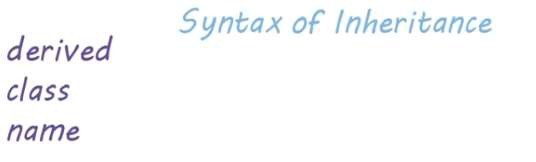 Syntax of Inheritance
derived
class
name